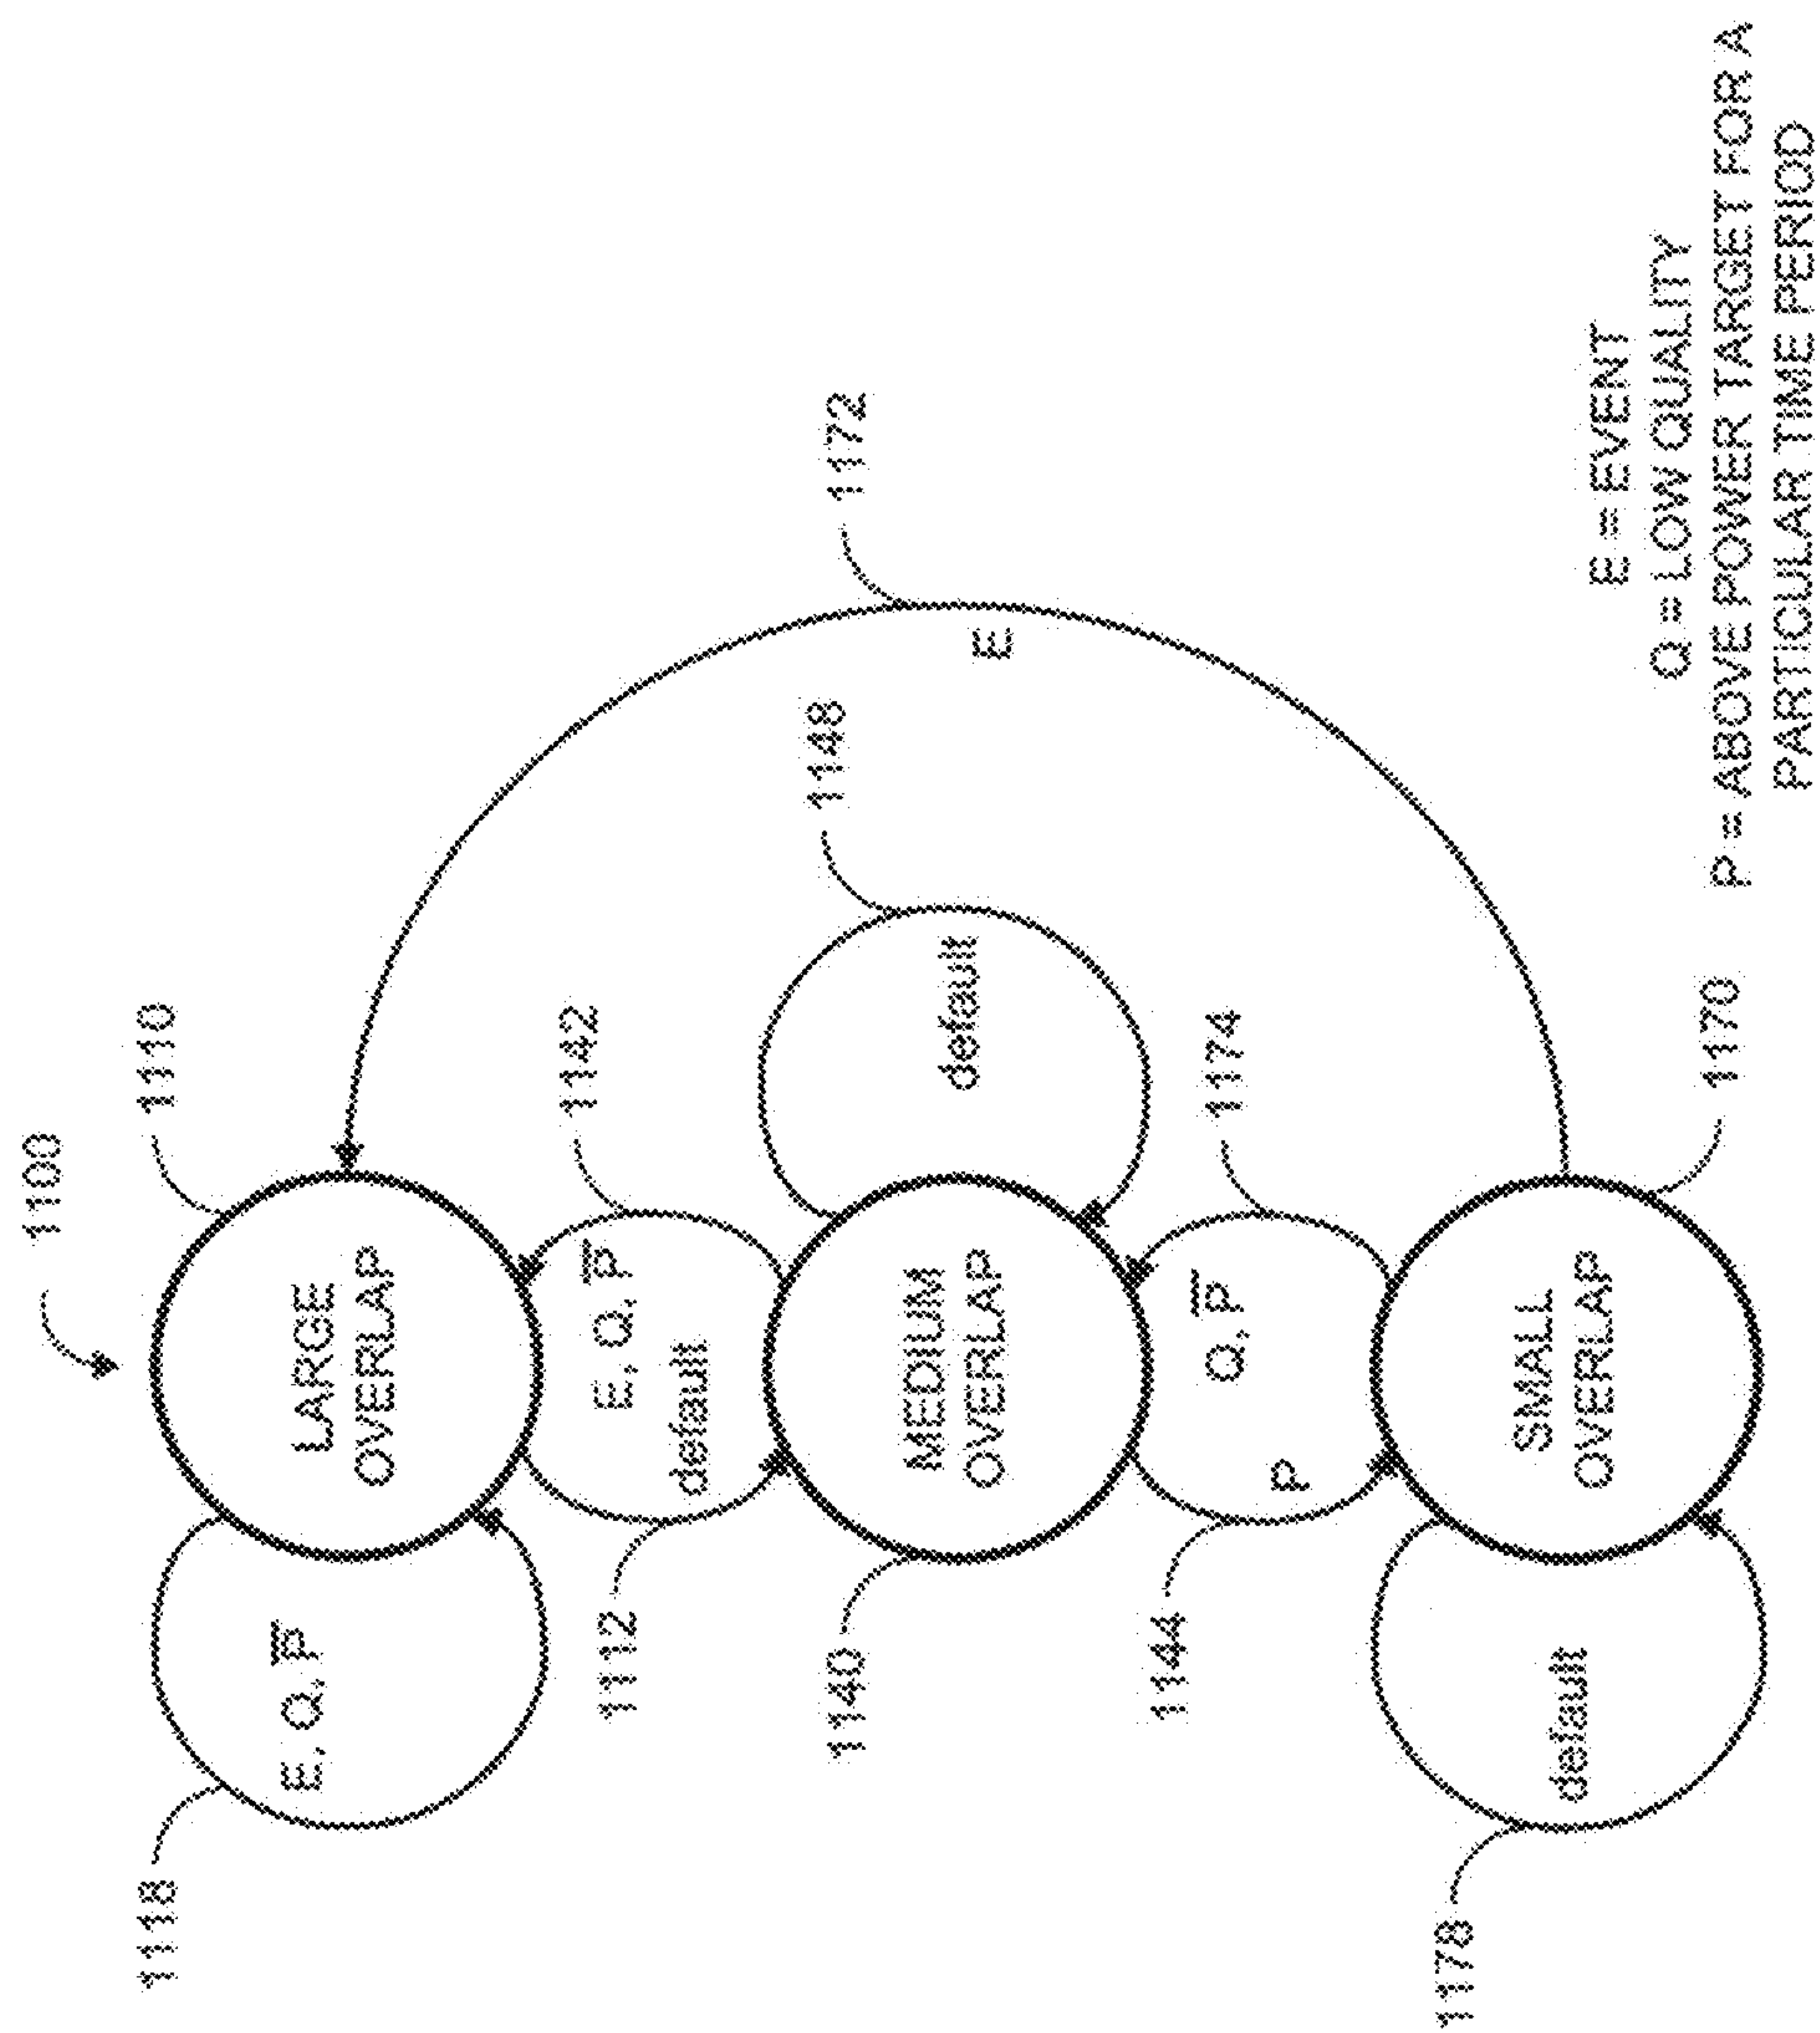 1100
1118
E, Q, P̅
1110
LARGE
OVERLAP
1112
default
E, Q, P̅
1142
1140
MEDIUM
OVERLAP
default
1148
1172
E
1144
P
Q, P̅
1174
1178
default
SMALL
OVERLAP
1170
E = EVENT
Q = LOW QUALITY
P = ABOVE POWER TARGET FOR A
PARTICULAR TIME PERIOD